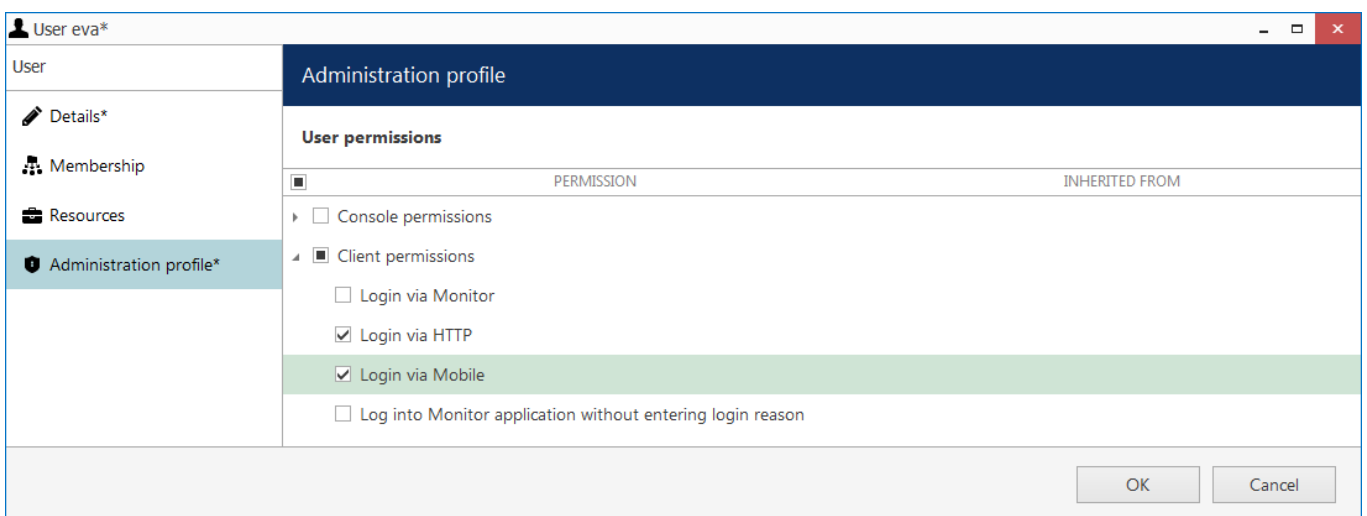 User eva*
User
Administration profile
Details*
User permissions
Membership
PERMISSION INHERITED FROM
Resources
Console permissions
Administration profile*
Client permissions
Login via Monitor
Login via HTTP
Login via Mobile
Log into Monitor application without entering login reason
OK Cancel